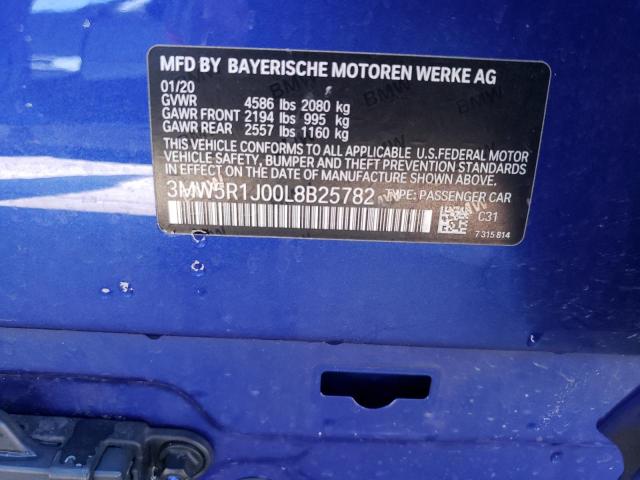 MFD BY BAYERISCHE MOTOREN WERKE AG
01/20
GVWR 4586 lbs 2080 kg
GAWR FRONT 2194 lbs 995 kg
GAWR REAR 2557 lbs 1160 kg
THIS VEHICLE CONFORMS TO ALL APPLICABLE U.S.FEDERAL MOTOR
VEHICLE SAFETY, BUMPER AND THEFT PREVENTION STANDARDS
IN EFFECT ON THE DATE OF MANUFACTURE SHOWN ABOVE.
3MW5R1J00L8B25782 TYPE: PASSENGER CAR
C31
7315814